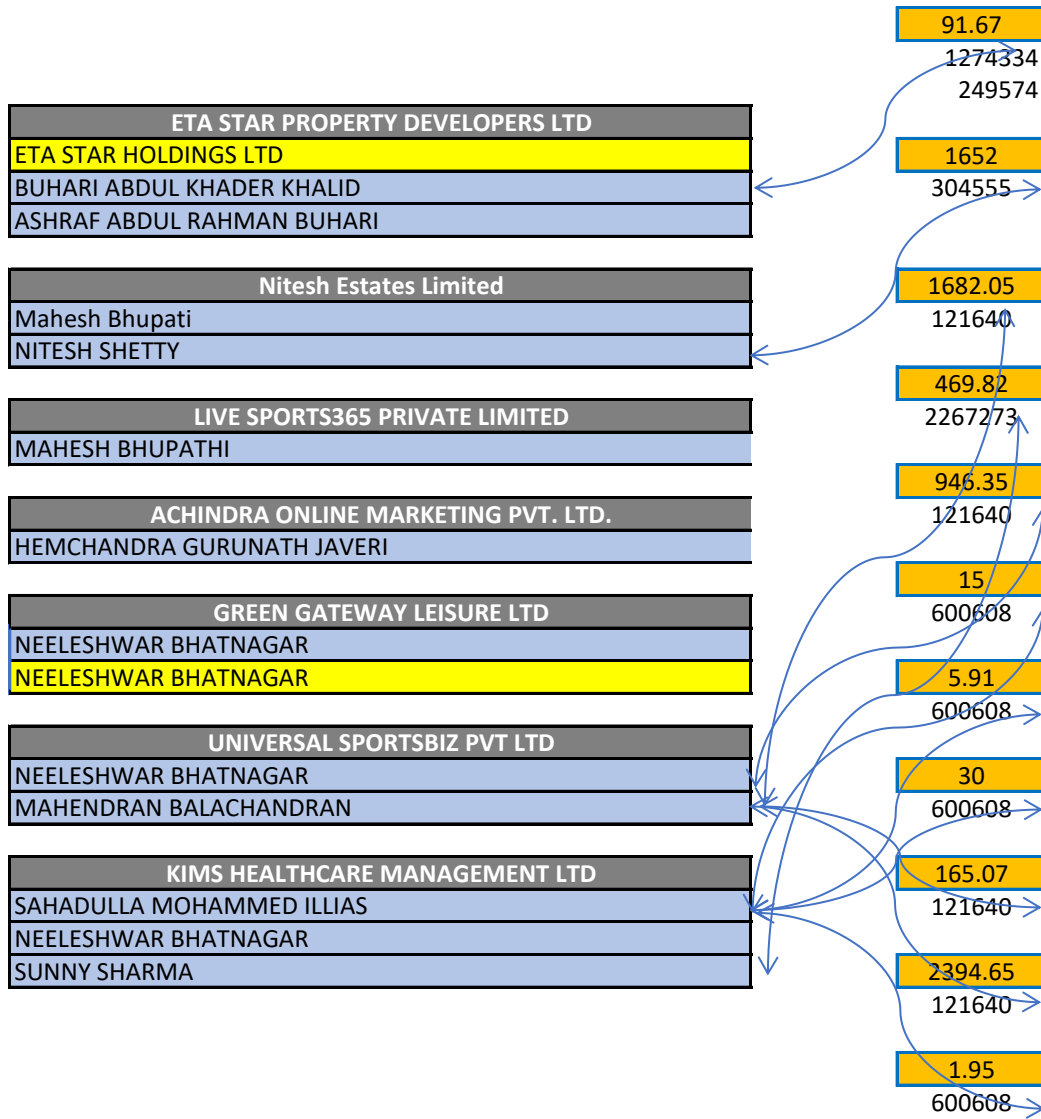 91.67
1274334
249574
ETA STAR PROPERTY DEVELOPERS LTD
ETA STAR HOLDINGS LTD
1652
BUHARI ABDUL KHADER KHALID
304555
ASHRAF ABDUL RAHMAN BUHARI
Nitesh Estates Limited
1682.05
Mahesh Bhupati
121640
NITESH SHETTY
469.82
LIVE SPORTS365 PRIVATE LIMITED
2267273
MAHESH BHUPATHI
946.35
ACHINDRA ONLINE MARKETING PVT. LTD.
121640
HEMCHANDRA GURUNATH JAVERI
15
GREEN GATEWAY LEISURE LTD
600608
NEELESHWAR BHATNAGAR
NEELESHWAR BHATNAGAR
5.91
600608
UNIVERSAL SPORTSBIZ PVT LTD
NEELESHWAR BHATNAGAR
30
MAHENDRAN BALACHANDRAN
600608
KIMS HEALTHCARE MANAGEMENT LTD
165.07
SAHADULLA MOHAMMED ILLIAS
121640
NEELESHWAR BHATNAGAR
SUNNY SHARMA
2394.65
121640
1.95
600608